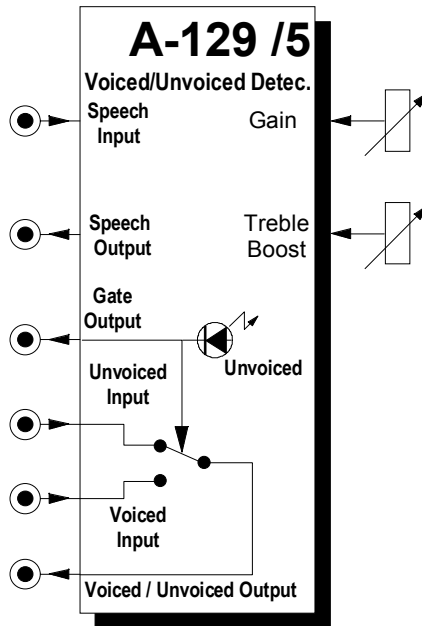 A-129 /5
Voiced/Unvoiced Detec.
Speech
Input
Gain
Speech
Output
Treble
Boost
Gate
Output
Unvoiced
Unvoiced
Input
Voiced
Input
Voiced / Unvoiced Output